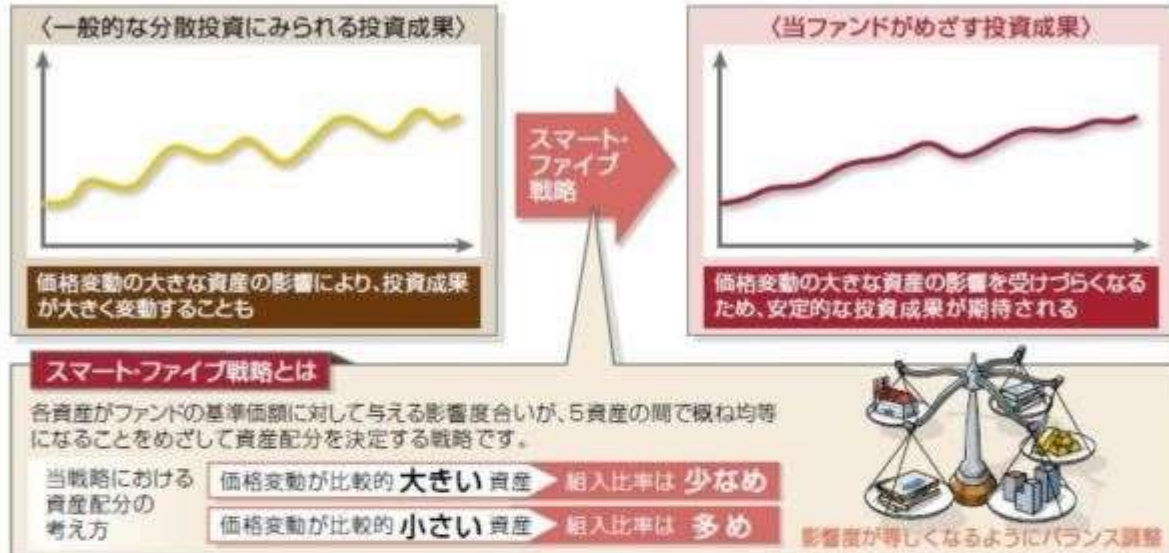 〈一般的な分散投資にみられる投資成果〉
価格変動の大きな資産の影響により、投資成果
が大きく変動することも
スマート・
ファイブ
戦略
〈当ファンドがめざす投資成果〉
価格変動の大きな資産の影響を受けづらくなる
ため、安定的な投資成果が期待される
スマート・ファイブ戦略とは
各資産がファンドの基準価額に対して与える影響度合いが、5資産の間で概ね均等
になることをめざして資産配分を決定する戦略です。
当戦略における
資産配分の
考え方
価格変動が比較的 大きい 資産 組入比率は 少なめ
価格変動が比較的 小さい 資産 組入比率は 多め
影響度が等しくなるようにバランス調整